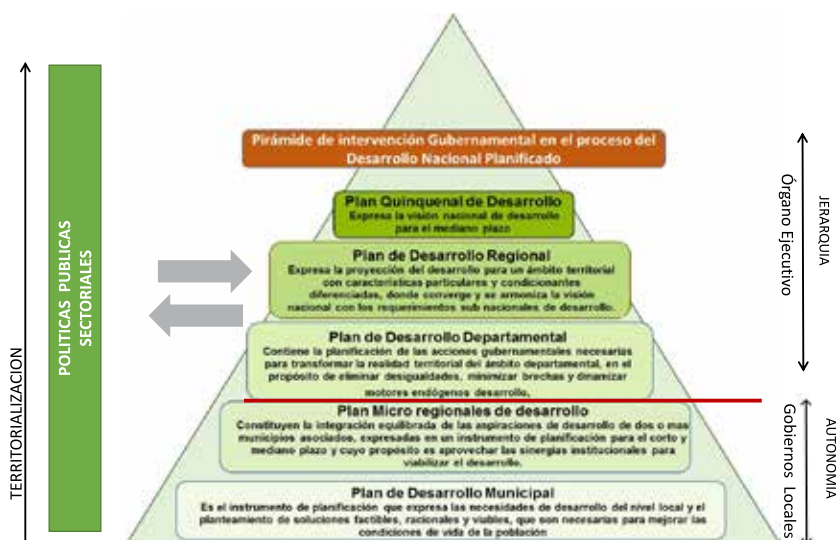 Pirámide de intervención Gubernamental en el proceso del
Desarrollo Nacional Planificado
Plan Quinquenal de Desarrollo
Expresa la visión nacional de desarrollo
para el mediano plazo
Plan de Desarrollo Regional
Expresa la proyección del desarrollo para un ámbito territorial
con características particulares y condicionantes
diferenciadas, donde converge y se armoniza la visión
nacional con los requerimientos sub nacionales de desarrollo.
Plan de Desarrollo Departamental
Contiene la planificación de las acciones gubernamentales necesarias
para transformar la realidad territorial del ámbito departamental, en el
propósito de eliminar desigualdades, minimizar brechas y dinamizar
motores endógenos desarrollo.
Plan Micro regionales de desarrollo
Constituyen la integración equilibrada de las aspiraciones de desarrollo de dos o mas
municipios asociados, expresadas en un instrumento de planificación para el corto y
mediano plazo y cuyo propósito es aprovechar las sinergias institucionales para
viabilizar el desarrollo.
Plan de Desarrollo Municipal
Es el instrumento de planificación que expresa las necesidades de desarrollo del nivel local y el
planteamiento de soluciones factibles, racionales y viables, que son necesarias para mejorar las
condiciones de vida de la población
TERRITORIALIZACION
POLITICAS PUBLICAS
SECTORIALES
JERARQUIA
Órgano Ejecutivo
AUTONOMIA
Gobiernos Locales